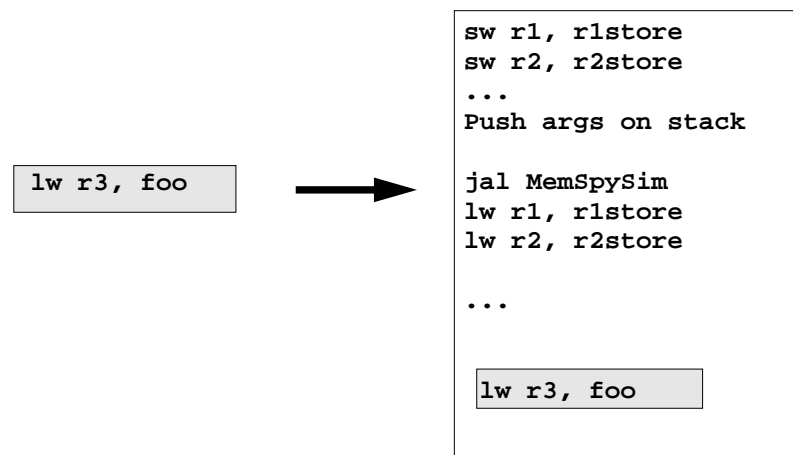 lw r3, foo
sw r1, r1store
sw r2, r2store
...
Push args on stack
jal MemSpySim
lw r1, r1store
lw r2, r2store
...
lw r3, foo